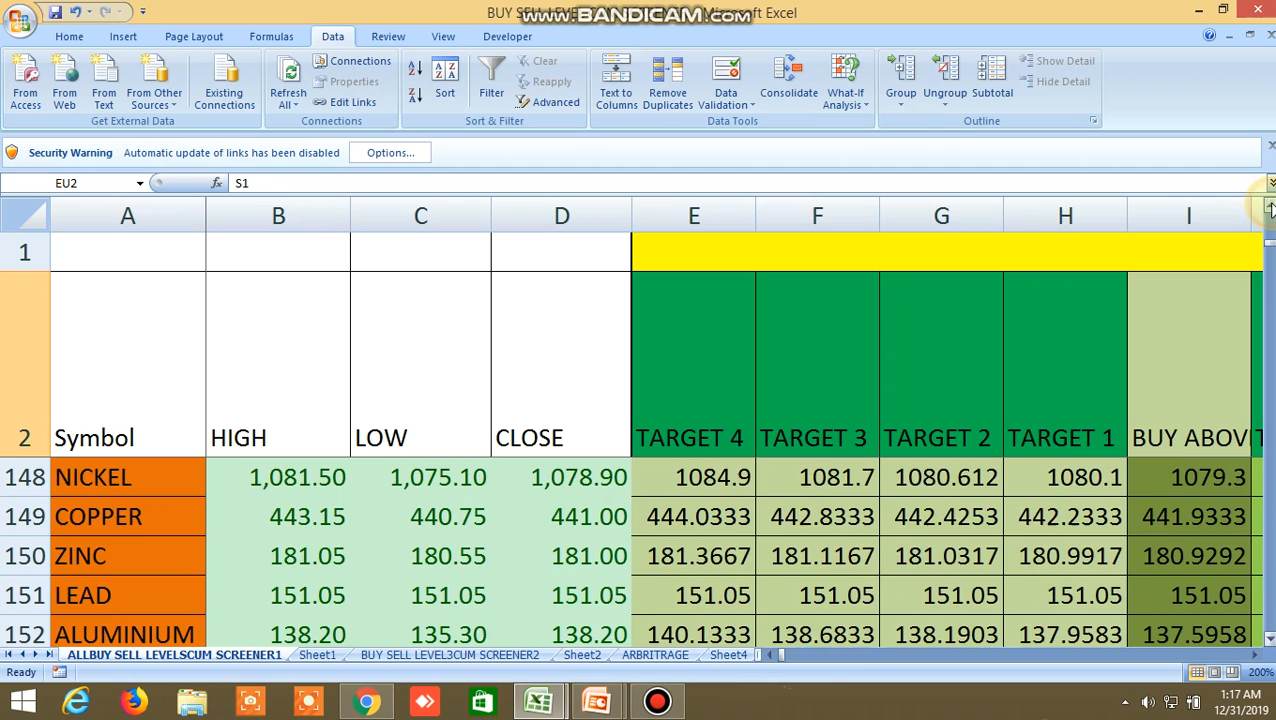 BUY SELL LEVE
www.BANDICAM.com
Microsoft Excel
Home Insert Page Layout Formulas Data Review View Developer
From Access
From Web
From Text
From Other Sources
Existing Connections
Get External Data
Refresh All
Connections
Properties
Edit Links
Connections
Sort
Filter
Clear
Reapply
Advanced
Sort & Filter
Text to Columns
Remove Duplicates
Data Validation
Consolidate
What-If Analysis
Data Tools
Group
Ungroup
Subtotal
Show Detail
Hide Detail
Outline
Security Warning Automatic update of links has been disabled Options...
EU2 fx S1
A B C D E F G H I
1
2 Symbol HIGH LOW CLOSE TARGET 4 TARGET 3 TARGET 2 TARGET 1 BUY ABOV T
148 NICKEL 1,081.50 1,075.10 1,078.90 1084.9 1081.7 1080.612 1080.1 1079.3
149 COPPER 443.15 440.75 441.00 444.0333 442.8333 442.4253 442.2333 441.9333
150 ZINC 181.05 180.55 181.00 181.3667 181.1167 181.0317 180.9917 180.9292
151 LEAD 151.05 151.05 151.05 151.05 151.05 151.05 151.05 151.05
152 ALUMINIUM 138.20 135.30 138.20 140.1333 138.6833 138.1903 137.9583 137.5958
ALLBUY SELL LEVELSCUM SCREENER1 Sheet1 BUY SELL LEVEL3CUM SCREENER2 Sheet2 ARBRITRAGE Sheet4
Ready 200%
1:17 AM
12/31/2019